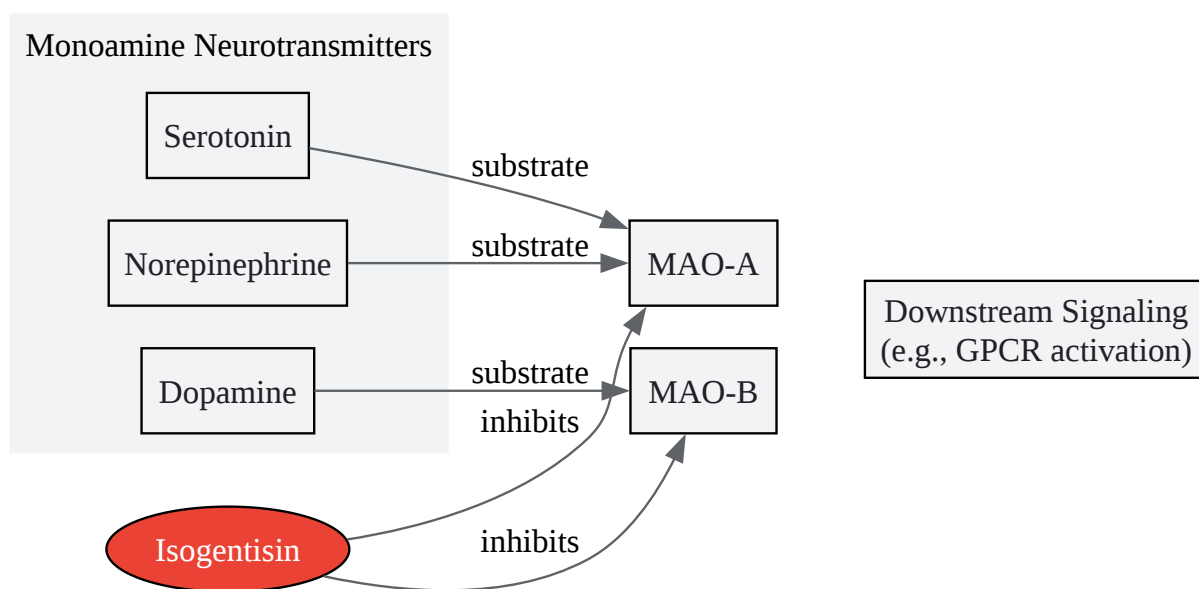 Monoamine Neurotransmitters
Serotonin
substrate
Norepinephrine
substrate
MAO-A
Downstream Signaling
(e.g., GPCR activation)
Dopamine
substrate
MAO-B
inhibits
Isogentisin
inhibits